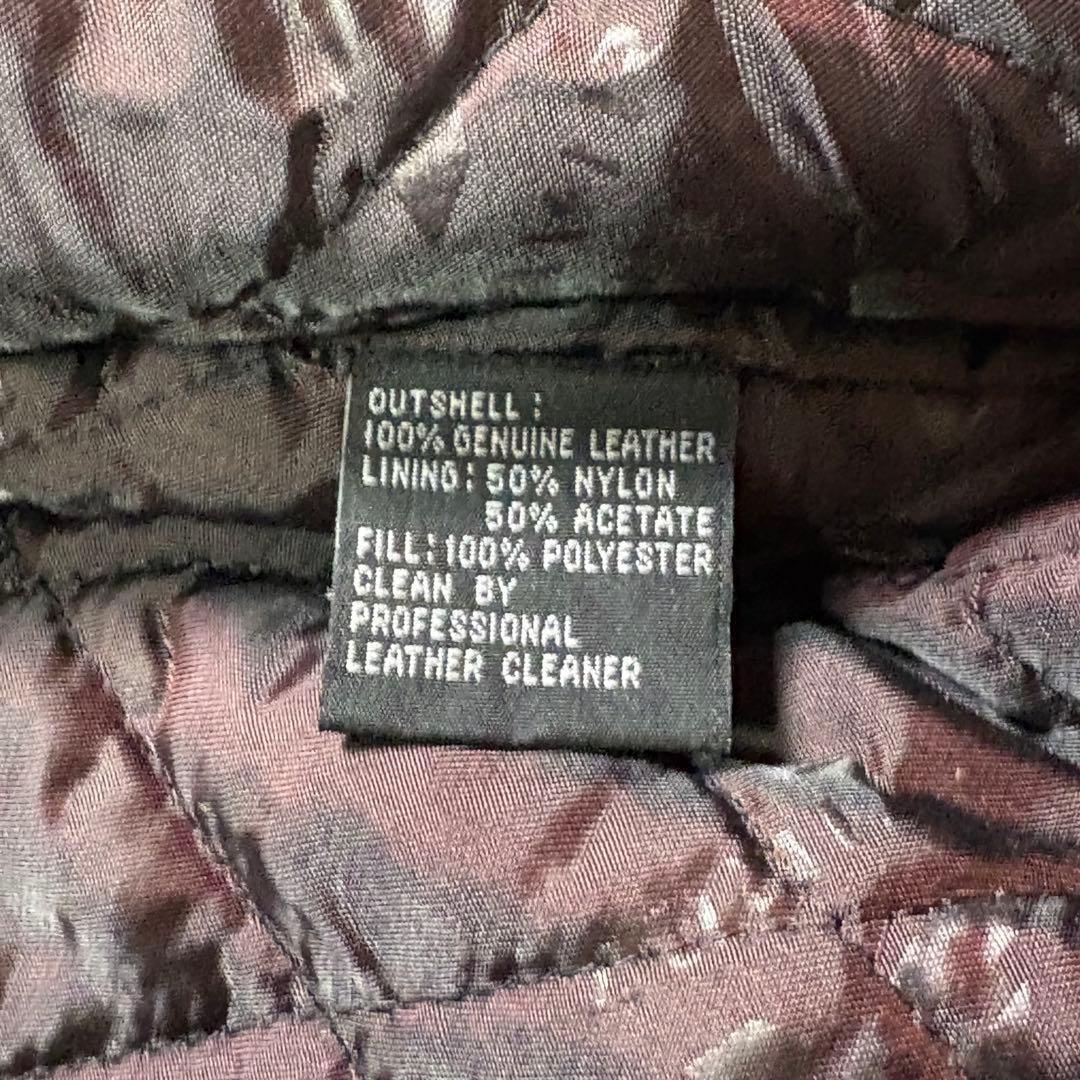 OUTSHELL:
100% GENUINE LEATHER
LINING: 50% NYLON
50% ACETATE
FILL: 100% POLYESTER
CLEAN BY
PROFESSIONAL
LEATHER CLEANER